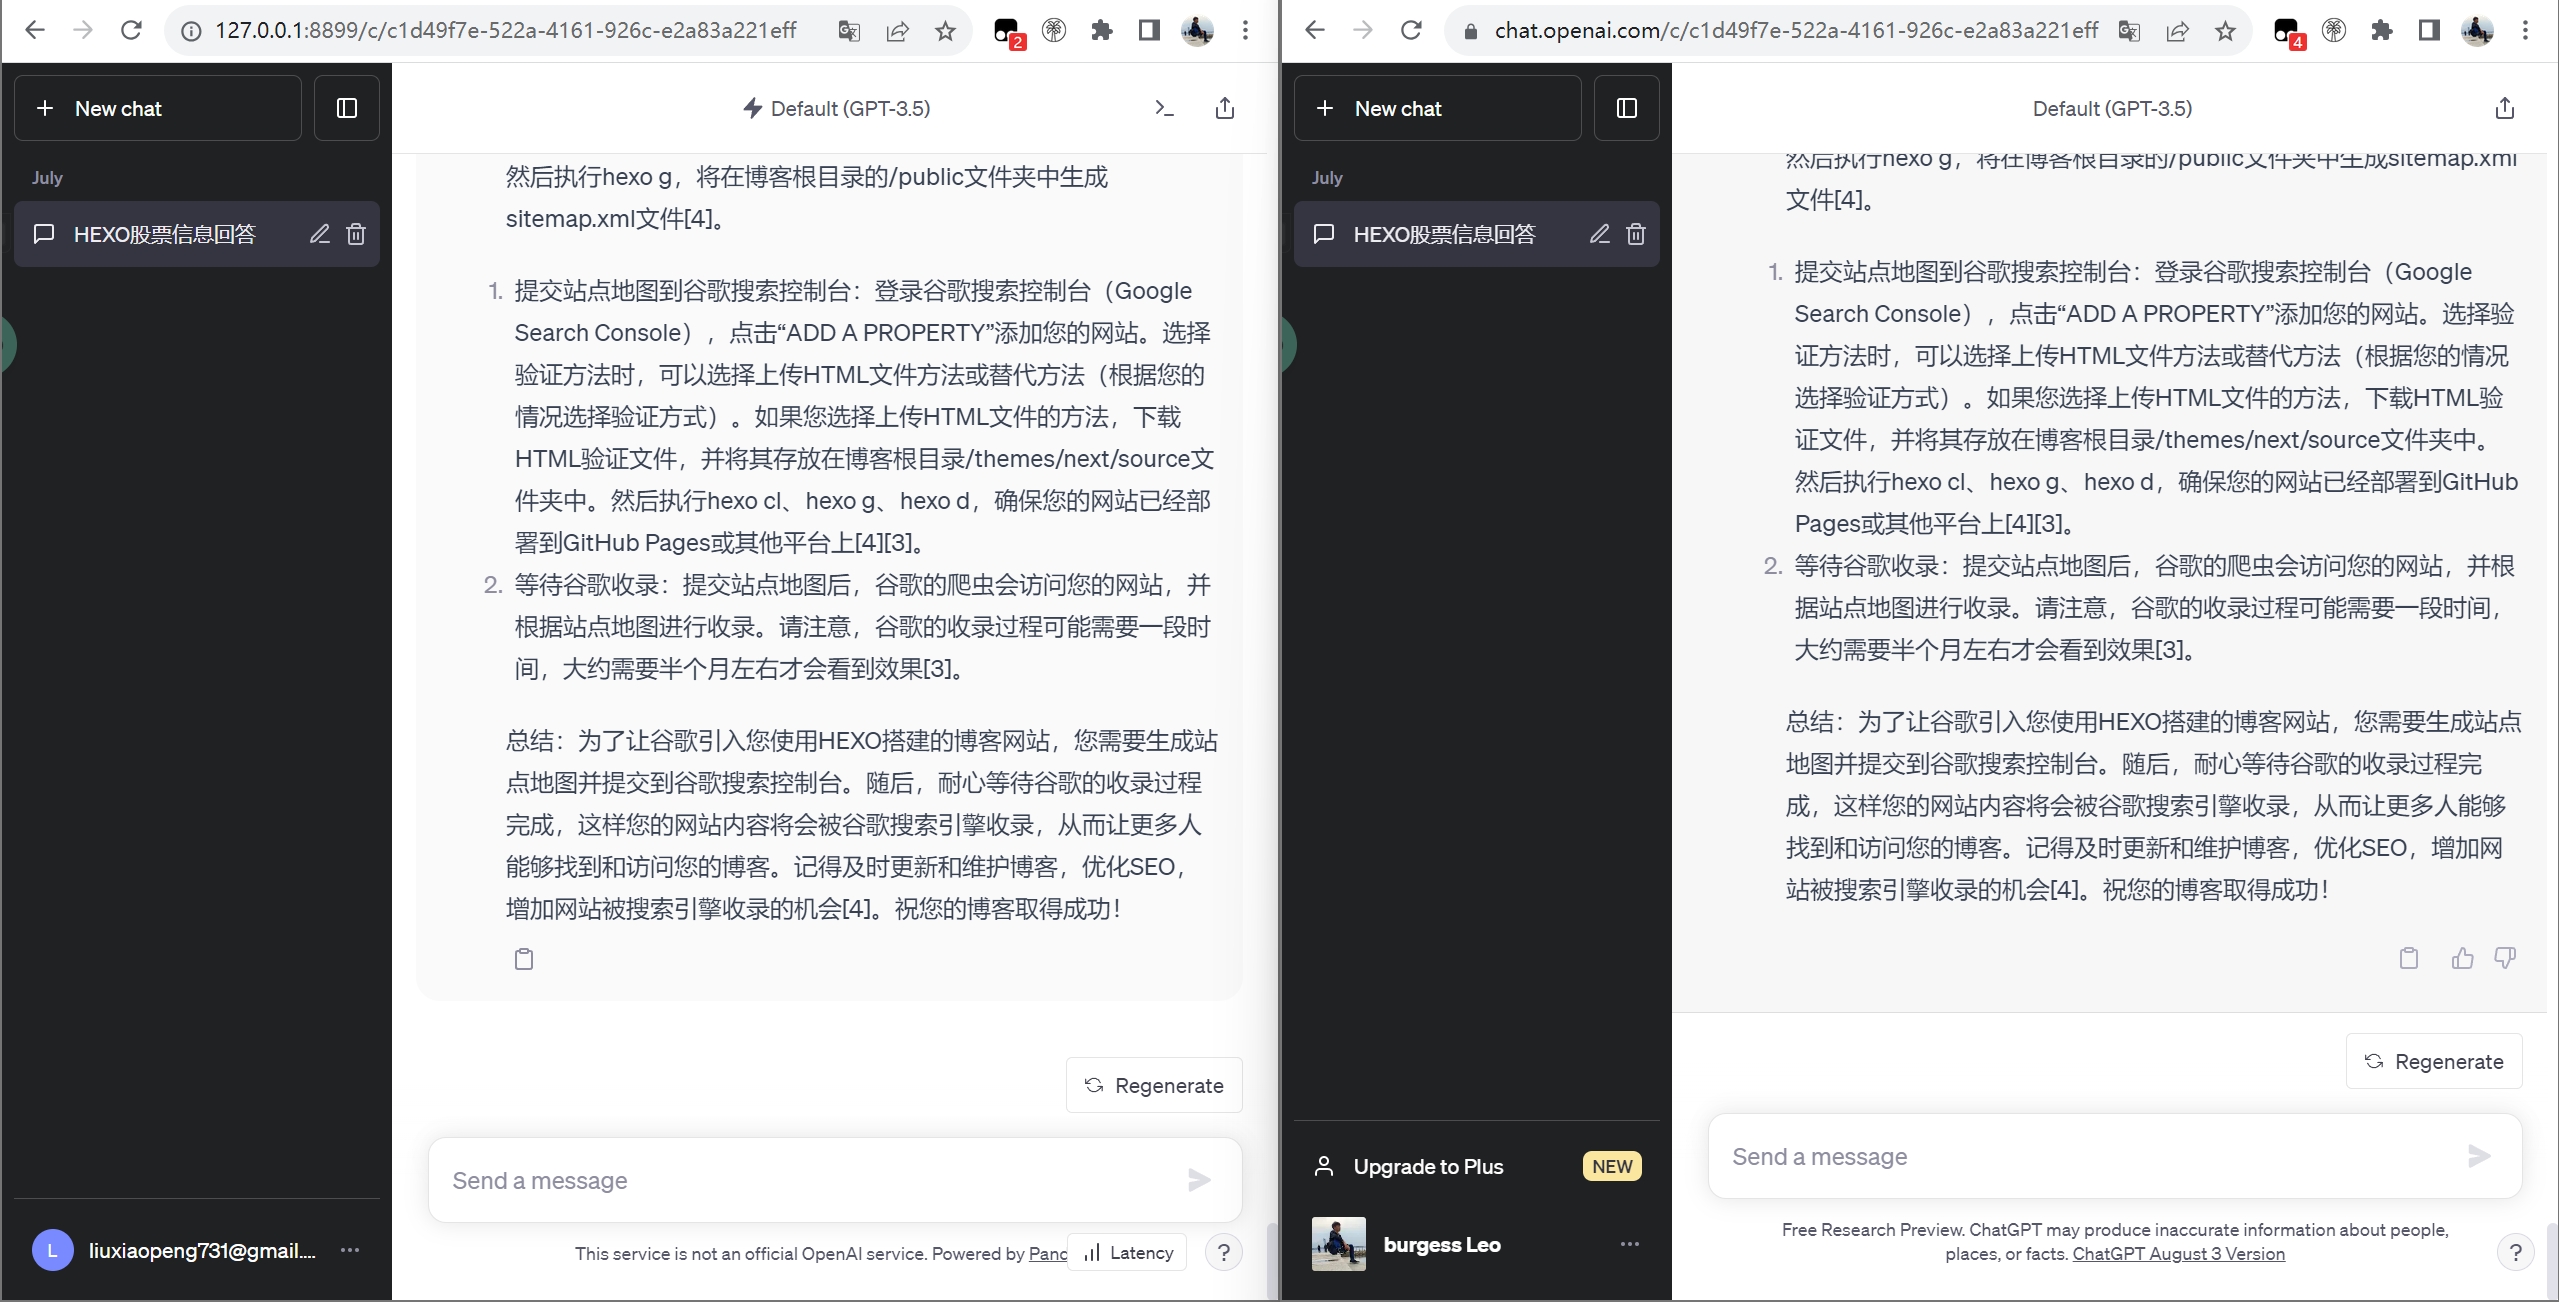 127.0.0.1:8899/c/c1d49f7e-522a-4161-926c-e2a83a221eff
2
New chat
Default (GPT-3.5)
July
HEXO股票信息回答
然后执行hexo g，将在博客根目录的/public文件夹中生成
sitemap.xml文件[4]。
1. 提交站点地图到谷歌搜索控制台：登录谷歌搜索控制台（Google
Search Console），点击“ADD A PROPERTY”添加您的网站。选择
验证方法时，可以选择上传HTML文件方法或替代方法（根据您的
情况选择验证方式）。如果您选择上传HTML文件的方法，下载
HTML验证文件，并将其存放在博客根目录/themes/next/source文
件夹中。然后执行hexo cl、hexo g、hexo d，确保您的网站已经部
署到GitHub Pages或其他平台上[4][3]。
2. 等待谷歌收录：提交站点地图后，谷歌的爬虫会访问您的网站，并
根据站点地图进行收录。请注意，谷歌的收录过程可能需要一段时
间，大约需要半个月左右才会看到效果[3]。
总结：为了让谷歌引入您使用HEXO搭建的博客网站，您需要生成站
点地图并提交到谷歌搜索控制台。随后，耐心等待谷歌的收录过程
完成，这样您的网站内容将会被谷歌搜索引擎收录，从而让更多人
能够找到和访问您的博客。记得及时更新和维护博客，优化SEO，
增加网站被搜索引擎收录的机会[4]。祝您的博客取得成功！
Regenerate
Send a message
L
liuxiaopeng731@gmail....
This service is not an official OpenAI service. Powered by Panc
Latency
?
chat.openai.com/c/c1d49f7e-522a-4161-926c-e2a83a221eff
4
New chat
Default (GPT-3.5)
July
HEXO股票信息回答
然后执行hexo g，将在博客根目录的/public文件夹中生成sitemap.xml
文件[4]。
1. 提交站点地图到谷歌搜索控制台：登录谷歌搜索控制台（Google
Search Console），点击“ADD A PROPERTY”添加您的网站。选择验
证方法时，可以选择上传HTML文件方法或替代方法（根据您的情况
选择验证方式）。如果您选择上传HTML文件的方法，下载HTML验
证文件，并将其存放在博客根目录/themes/next/source文件夹中。
然后执行hexo cl、hexo g、hexo d，确保您的网站已经部署到GitHub
Pages或其他平台上[4][3]。
2. 等待谷歌收录：提交站点地图后，谷歌的爬虫会访问您的网站，并根
据站点地图进行收录。请注意，谷歌的收录过程可能需要一段时间，
大约需要半个月左右才会看到效果[3]。
总结：为了让谷歌引入您使用HEXO搭建的博客网站，您需要生成站点
地图并提交到谷歌搜索控制台。随后，耐心等待谷歌的收录过程完
成，这样您的网站内容将会被谷歌搜索引擎收录，从而让更多人能够
找到和访问您的博客。记得及时更新和维护博客，优化SEO，增加网
站被搜索引擎收录的机会[4]。祝您的博客取得成功！
Regenerate
Upgrade to Plus
NEW
Send a message
burgess Leo
Free Research Preview. ChatGPT may produce inaccurate information about people,
places, or facts. ChatGPT August 3 Version
?